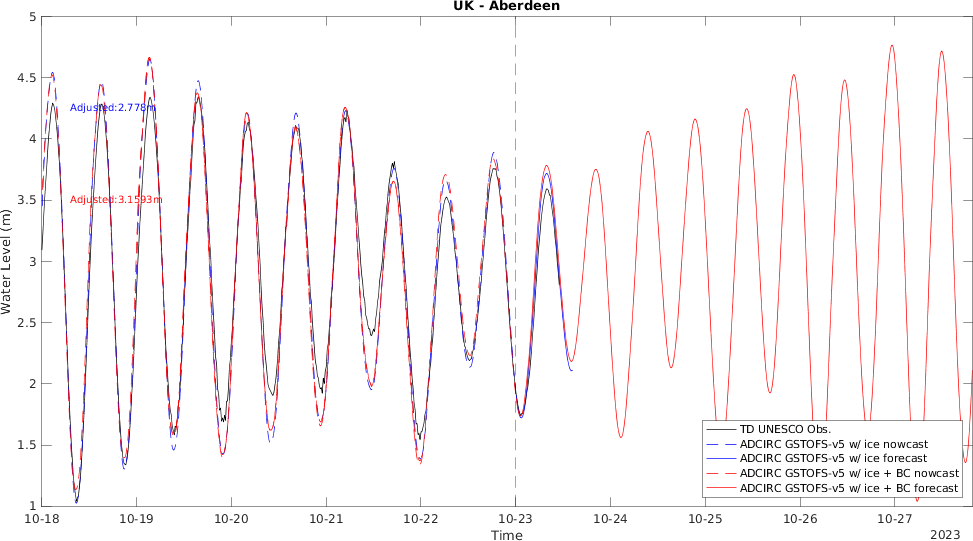 UK - Aberdeen
5
4.5
4
3.5
3
2.5
2
1.5
1
Water Level (m)
Adjusted:2.778m
Adjusted:3.1593m
TD UNESCO Obs.
ADCIRC GSTOFS-v5 w/ ice nowcast
ADCIRC GSTOFS-v5 w/ ice forecast
ADCIRC GSTOFS-v5 w/ ice + BC nowcast
ADCIRC GSTOFS-v5 w/ ice + BC forecast
10-18 10-19 10-20 10-21 10-22 10-23 10-24 10-25 10-26 10-27
Time
2023